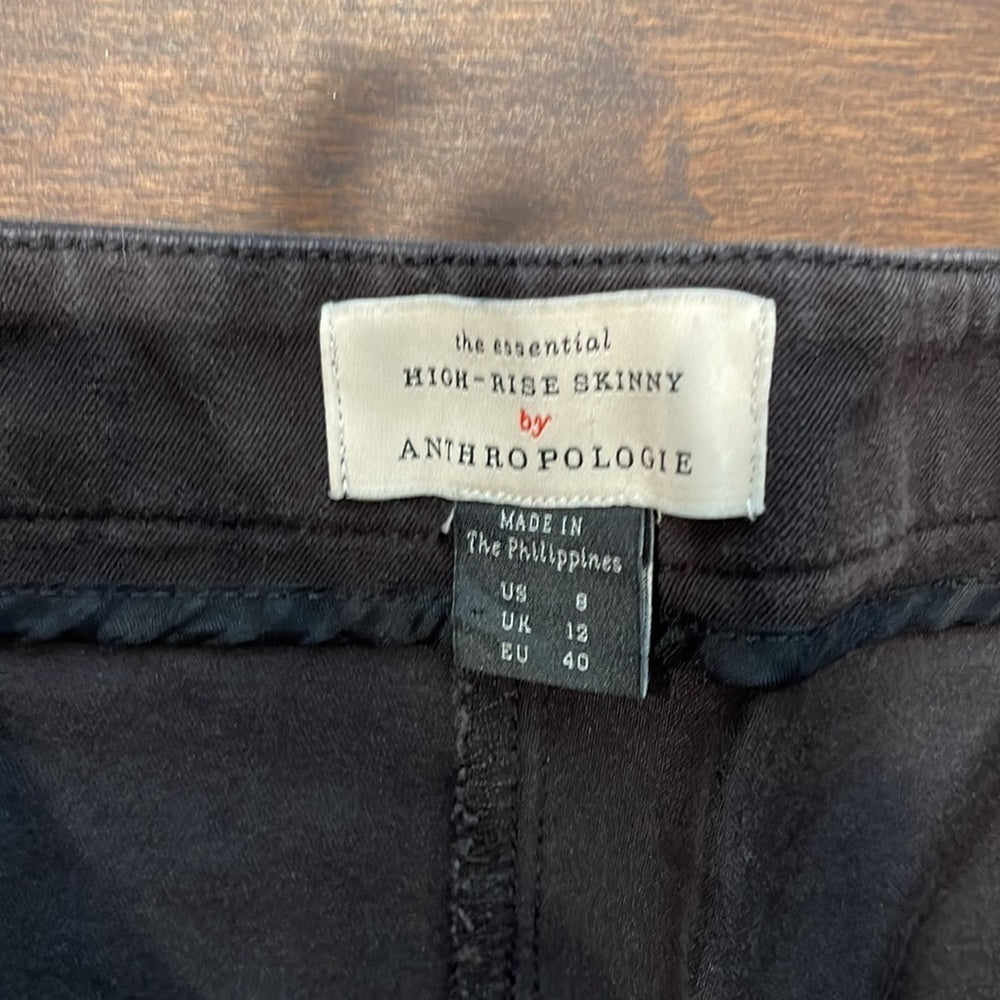 the essential
HIGH-RISE SKINNY
by
ANTHROPOLOGIE
MADE IN
The Philippines
US 8
UK 12
EU 40